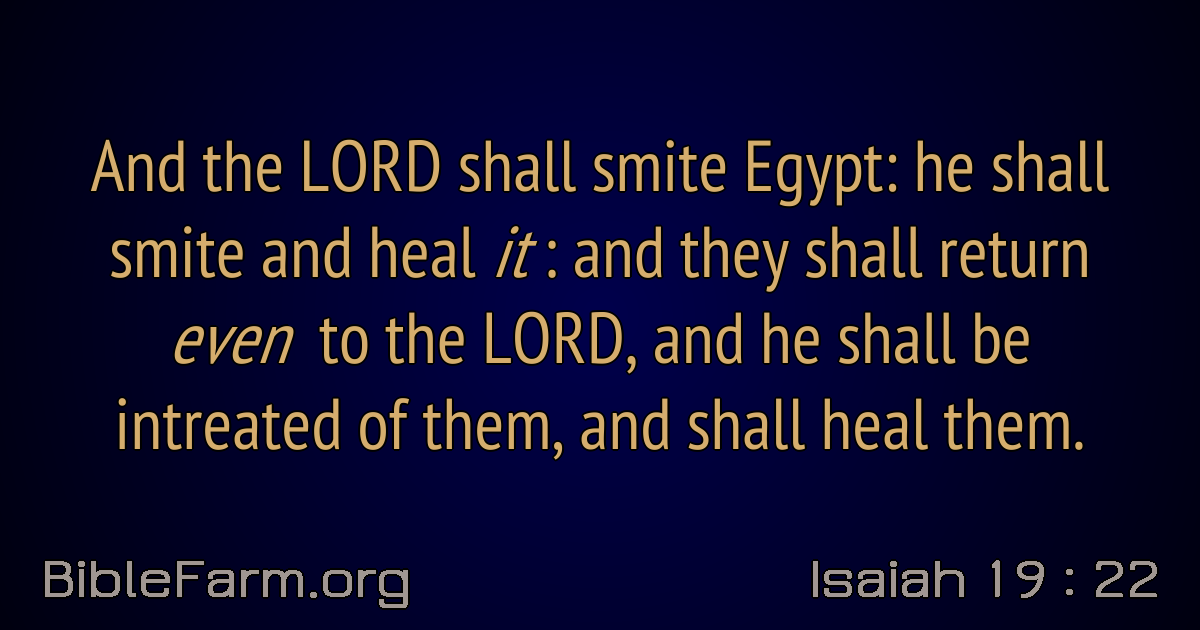 And the LORD shall smite Egypt: he shall
smite and heal it : and they shall return
even to the LORD, and he shall be
intreated of them, and shall heal them.
BibleFarm.org
Isaiah 19 : 22